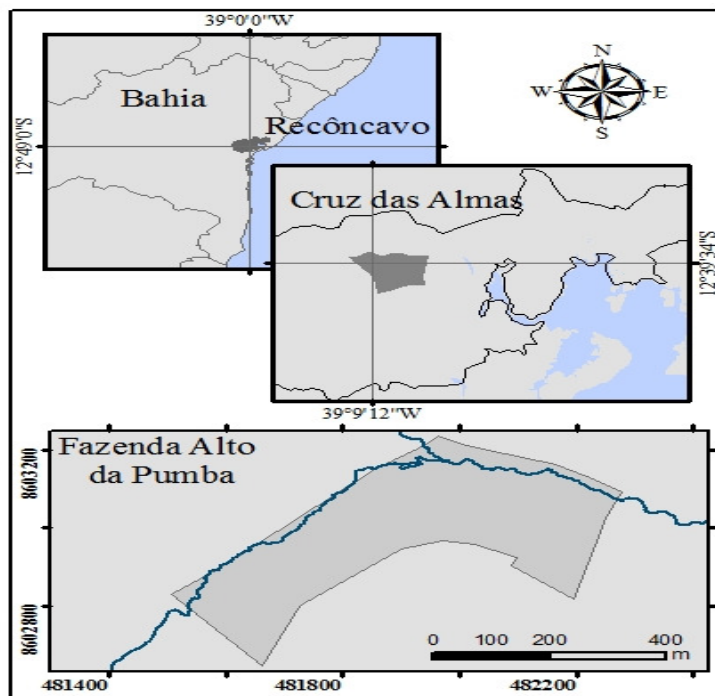 39°0'0"W
N
W
E
S
Bahia
Recôncavo
12°49'0"S
Cruz das Almas
12°39'34"S
39°9'12"W
Fazenda Alto
da Pumba
8603200
8602800
0 100 200 400
m
481400 481800 482200